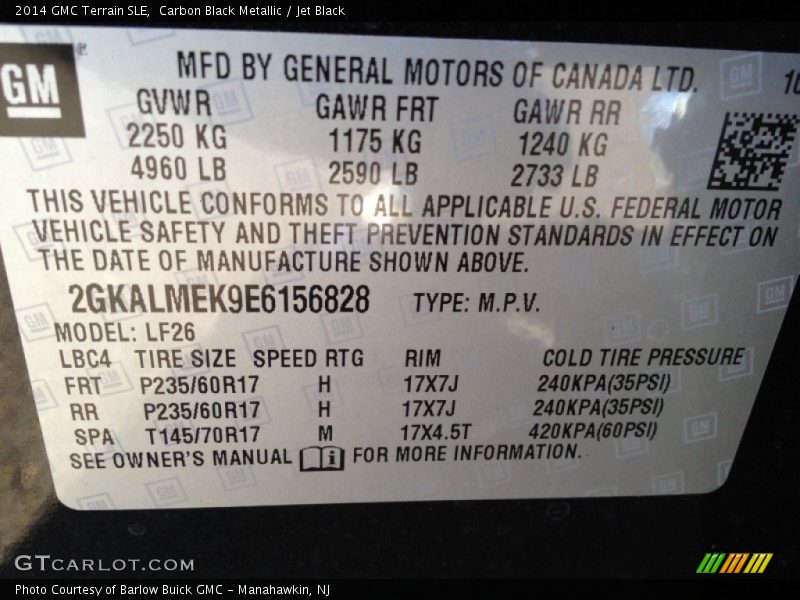 2014 GMC Terrain SLE,  Carbon Black Metallic / Jet Black
GM
MFD BY GENERAL MOTORS OF CANADA LTD.
GVWR GAWR FRT GAWR RR
2250 KG 1175 KG 1240 KG
4960 LB 2590 LB 2733 LB
THIS VEHICLE CONFORMS TO ALL APPLICABLE U.S. FEDERAL MOTOR
VEHICLE SAFETY AND THEFT PREVENTION STANDARDS IN EFFECT ON
THE DATE OF MANUFACTURE SHOWN ABOVE.
2GKALMEK9E6156828 TYPE: M.P.V.
MODEL: LF26
LBC4 TIRE SIZE SPEED RTG RIM COLD TIRE PRESSURE
FRT P235/60R17 H 17X7J 240KPA(35PSI)
RR P235/60R17 H 17X7J 240KPA(35PSI)
SPA T145/70R17 M 17X4.5T 420KPA(60PSI)
SEE OWNER'S MANUAL i FOR MORE INFORMATION.
GTCARLOT.COM
Photo Courtesy of Barlow Buick GMC - Manahawkin, NJ